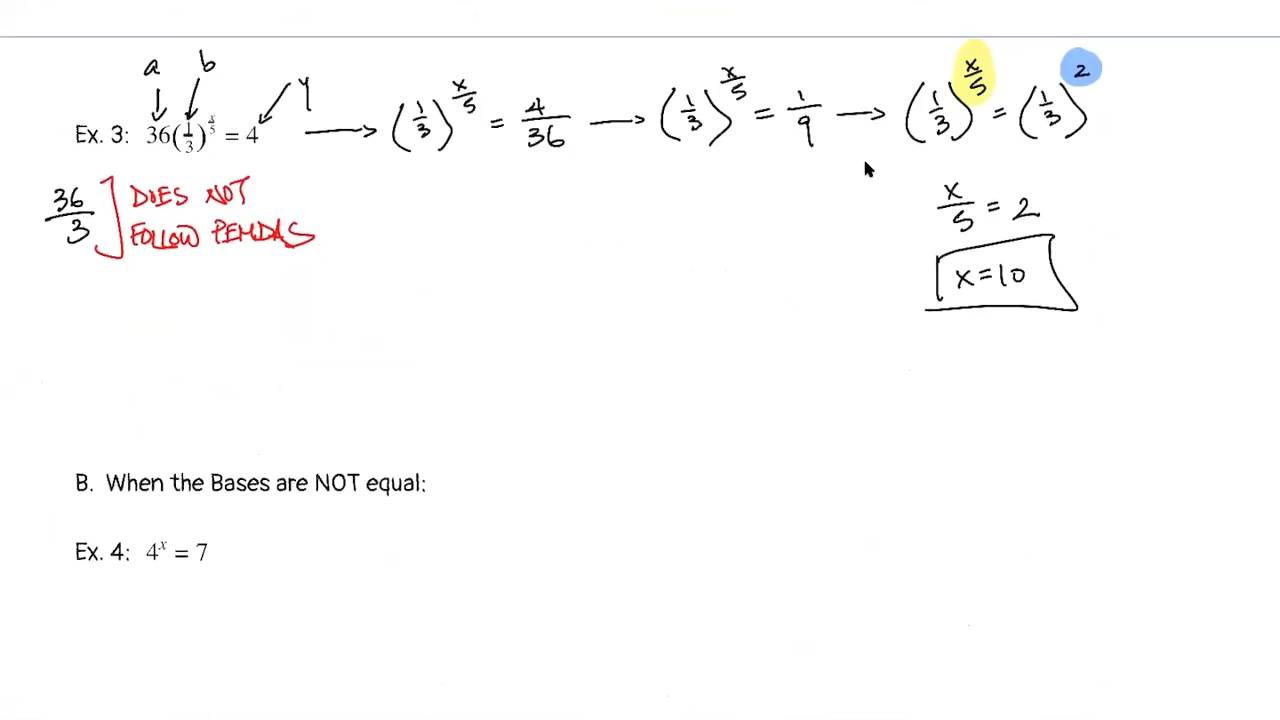 a b y
Ex. 3: 36(1/3)^(x/5) = 4 → (1/3)^(x/5) = 4/36 → (1/3)^(x/5) = 1/9 → (1/3)^(x/5) = (1/3)^2
36/3 ] DOES NOT
FOLLOW PEMDAS
x/5 = 2
x = 10
B. When the Bases are NOT equal:
Ex. 4: 4^x = 7